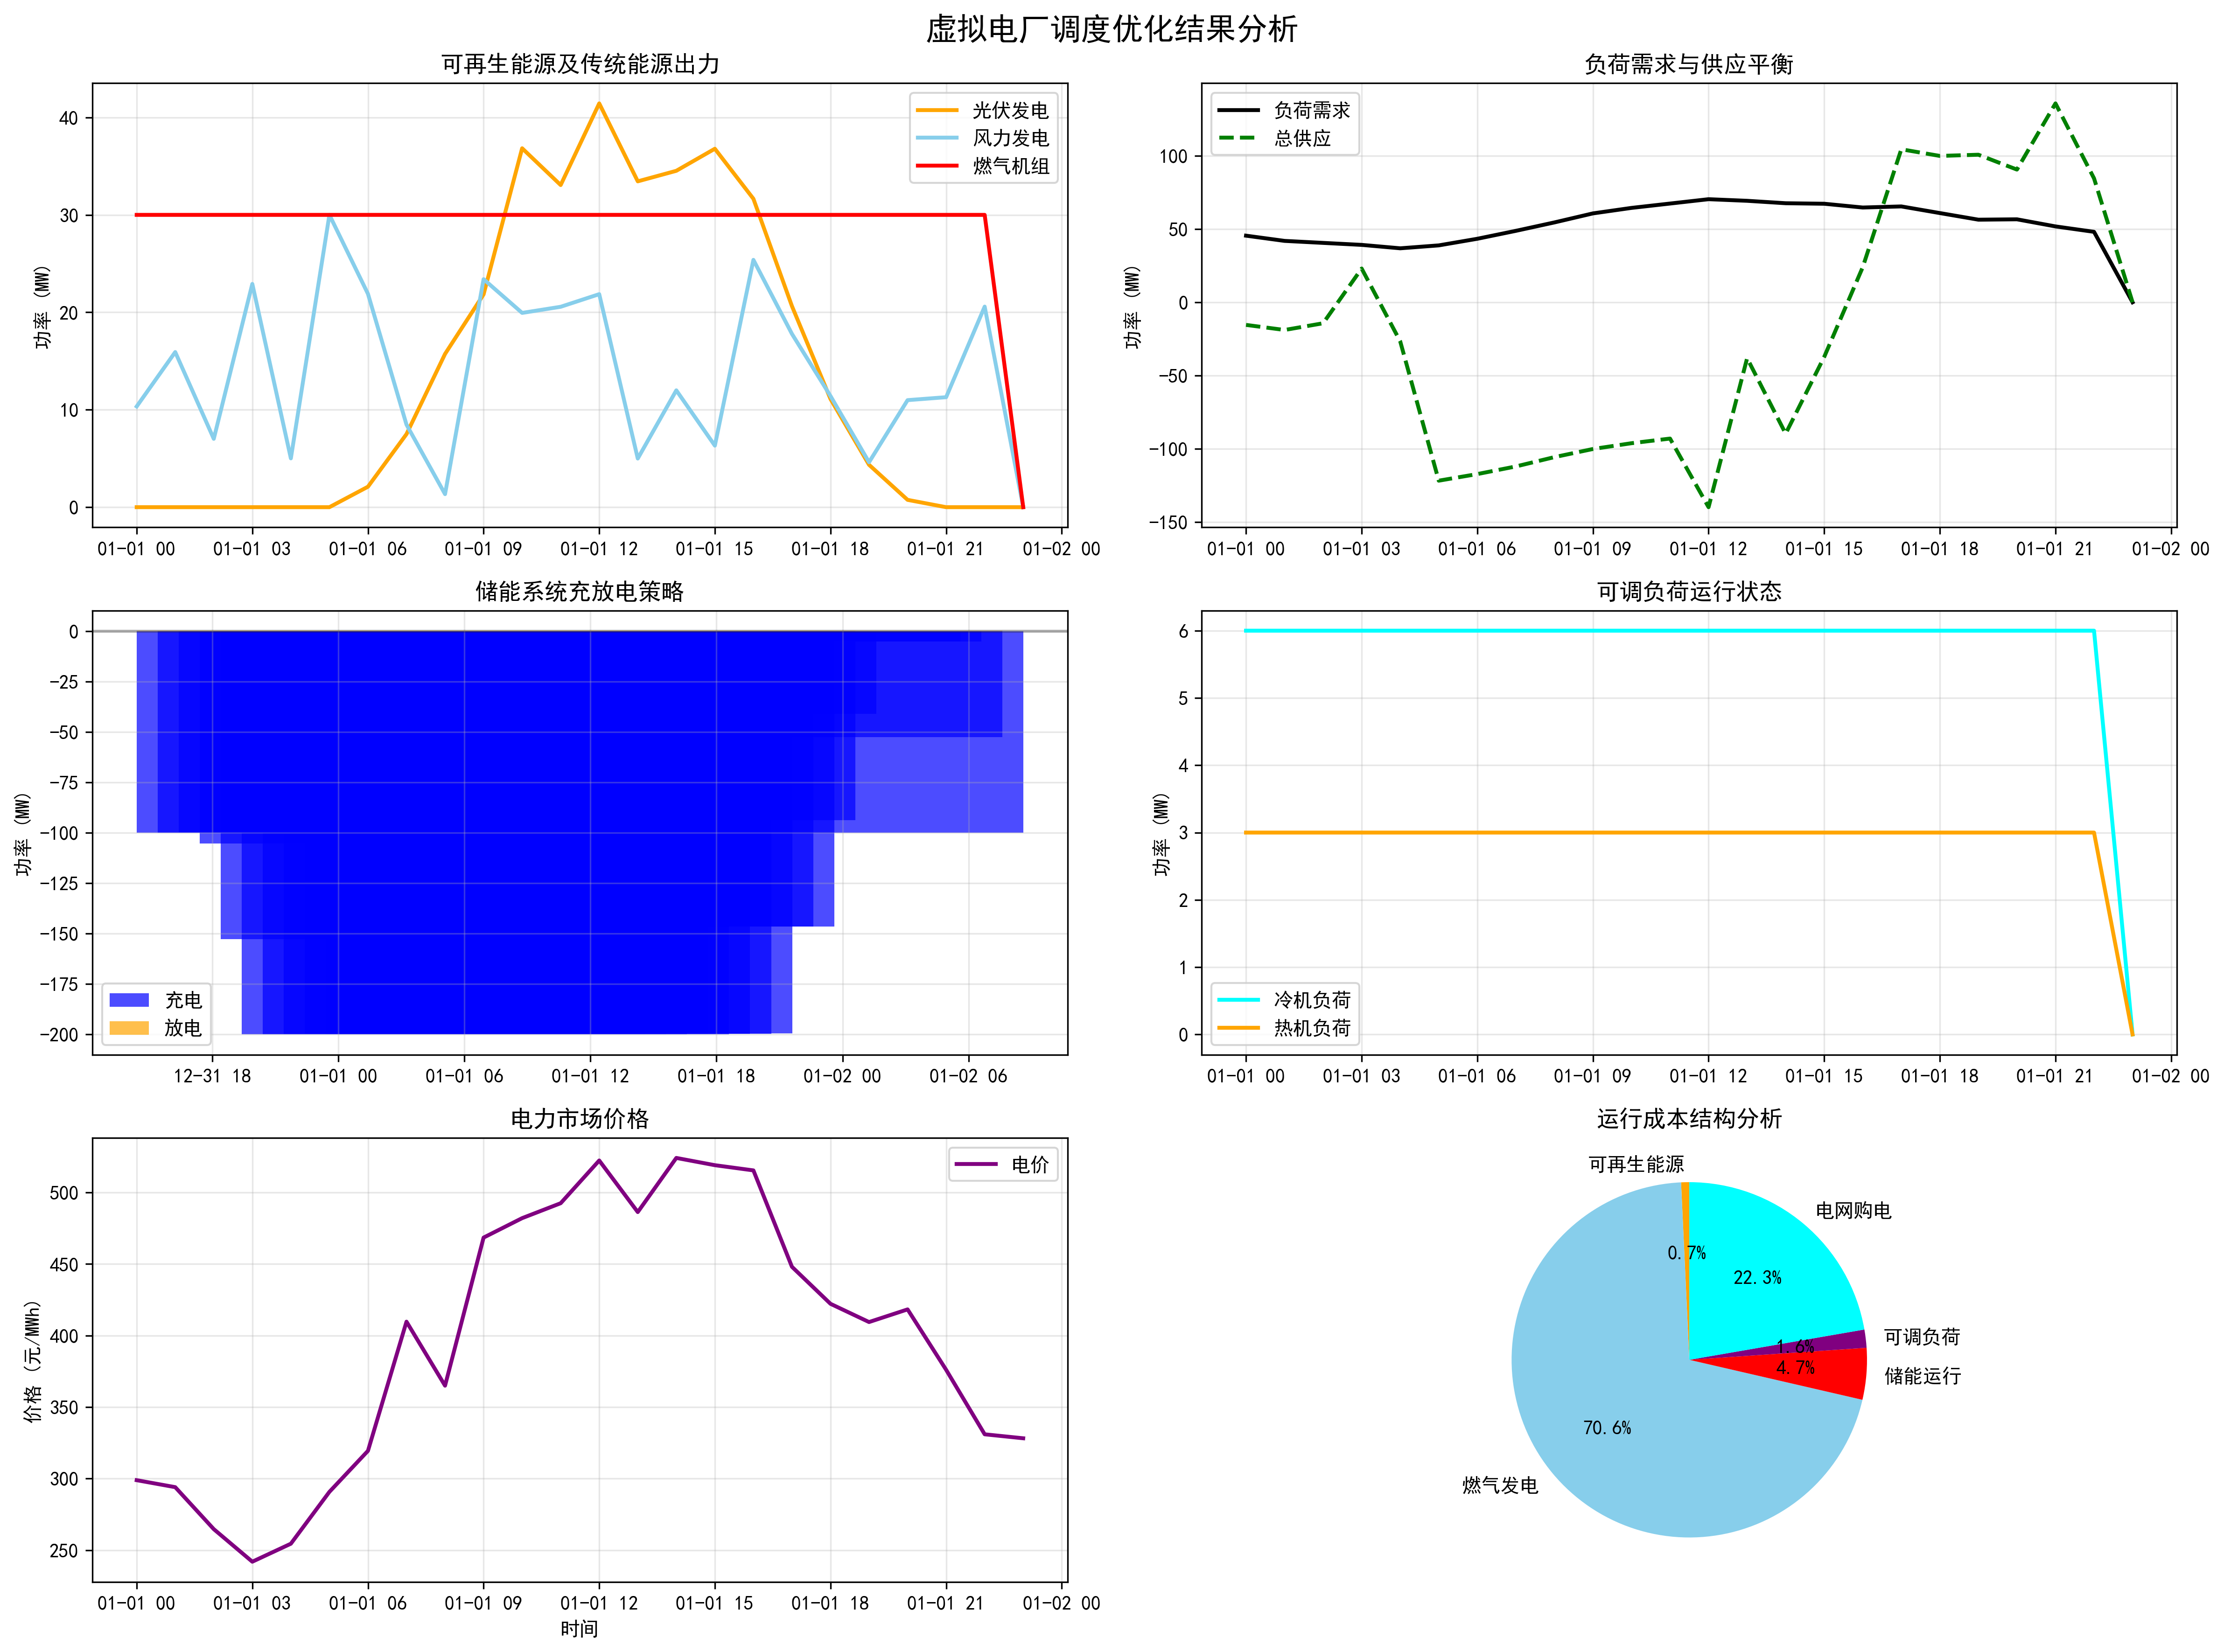 虚拟电厂调度优化结果分析
可再生能源及传统能源出力
功率 (MW)
40
30
20
10
0
光伏发电
风力发电
燃气机组
01-01 00 01-01 03 01-01 06 01-01 09 01-01 12 01-01 15 01-01 18 01-01 21 01-02 00
负荷需求与供应平衡
功率 (MW)
100
50
0
-50
-100
-150
负荷需求
总供应
01-01 00 01-01 03 01-01 06 01-01 09 01-01 12 01-01 15 01-01 18 01-01 21 01-02 00
储能系统充放电策略
功率 (MW)
0
-25
-50
-75
-100
-125
-150
-175
-200
充电
放电
12-31 18 01-01 00 01-01 06 01-01 12 01-01 18 01-02 00 01-02 06
可调负荷运行状态
功率 (MW)
6
5
4
3
2
1
0
冷机负荷
热机负荷
01-01 00 01-01 03 01-01 06 01-01 09 01-01 12 01-01 15 01-01 18 01-01 21 01-02 00
电力市场价格
价格 (元/MWh)
500
450
400
350
300
250
电价
01-01 00 01-01 03 01-01 06 01-01 09 01-01 12 01-01 15 01-01 18 01-01 21 01-02 00
时间
运行成本结构分析
可再生能源
电网购电
0.7%
22.3%
可调负荷
1.6%
4.7%
储能运行
70.6%
燃气发电